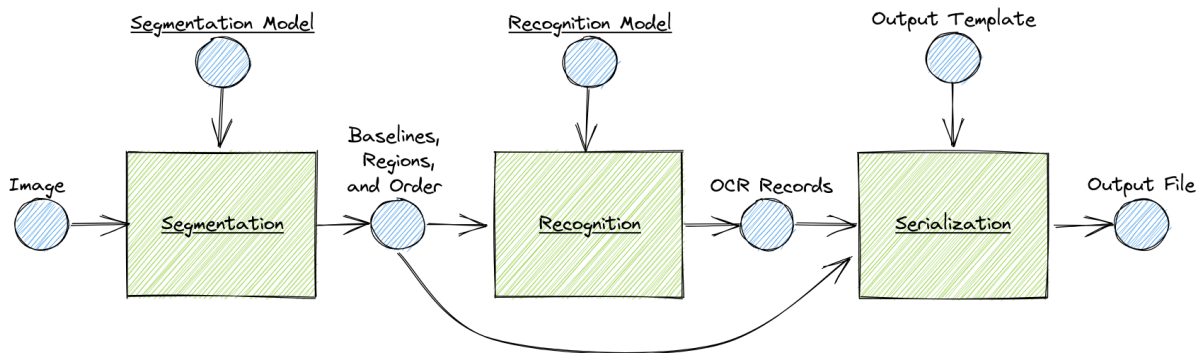 Segmentation Model
Recognition Model
Output Template
Image
Segmentation
Baselines,
Regions,
and Order
Recognition
OCR Records
Serialization
Output File